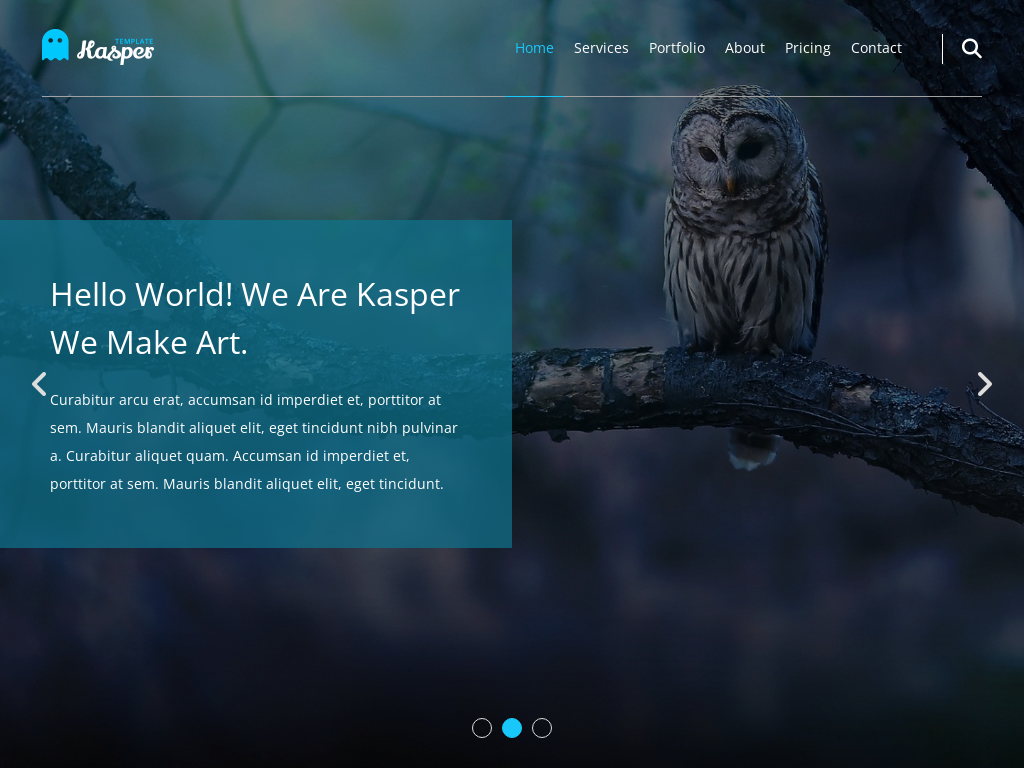 TEMPLATE
Kasper
Home Services Portfolio About Pricing Contact
Hello World! We Are Kasper
We Make Art.
Curabitur arcu erat, accumsan id imperdiet et, porttitor at
sem. Mauris blandit aliquet elit, eget tincidunt nibh pulvinar
a. Curabitur aliquet quam. Accumsan id imperdiet et,
porttitor at sem. Mauris blandit aliquet elit, eget tincidunt.